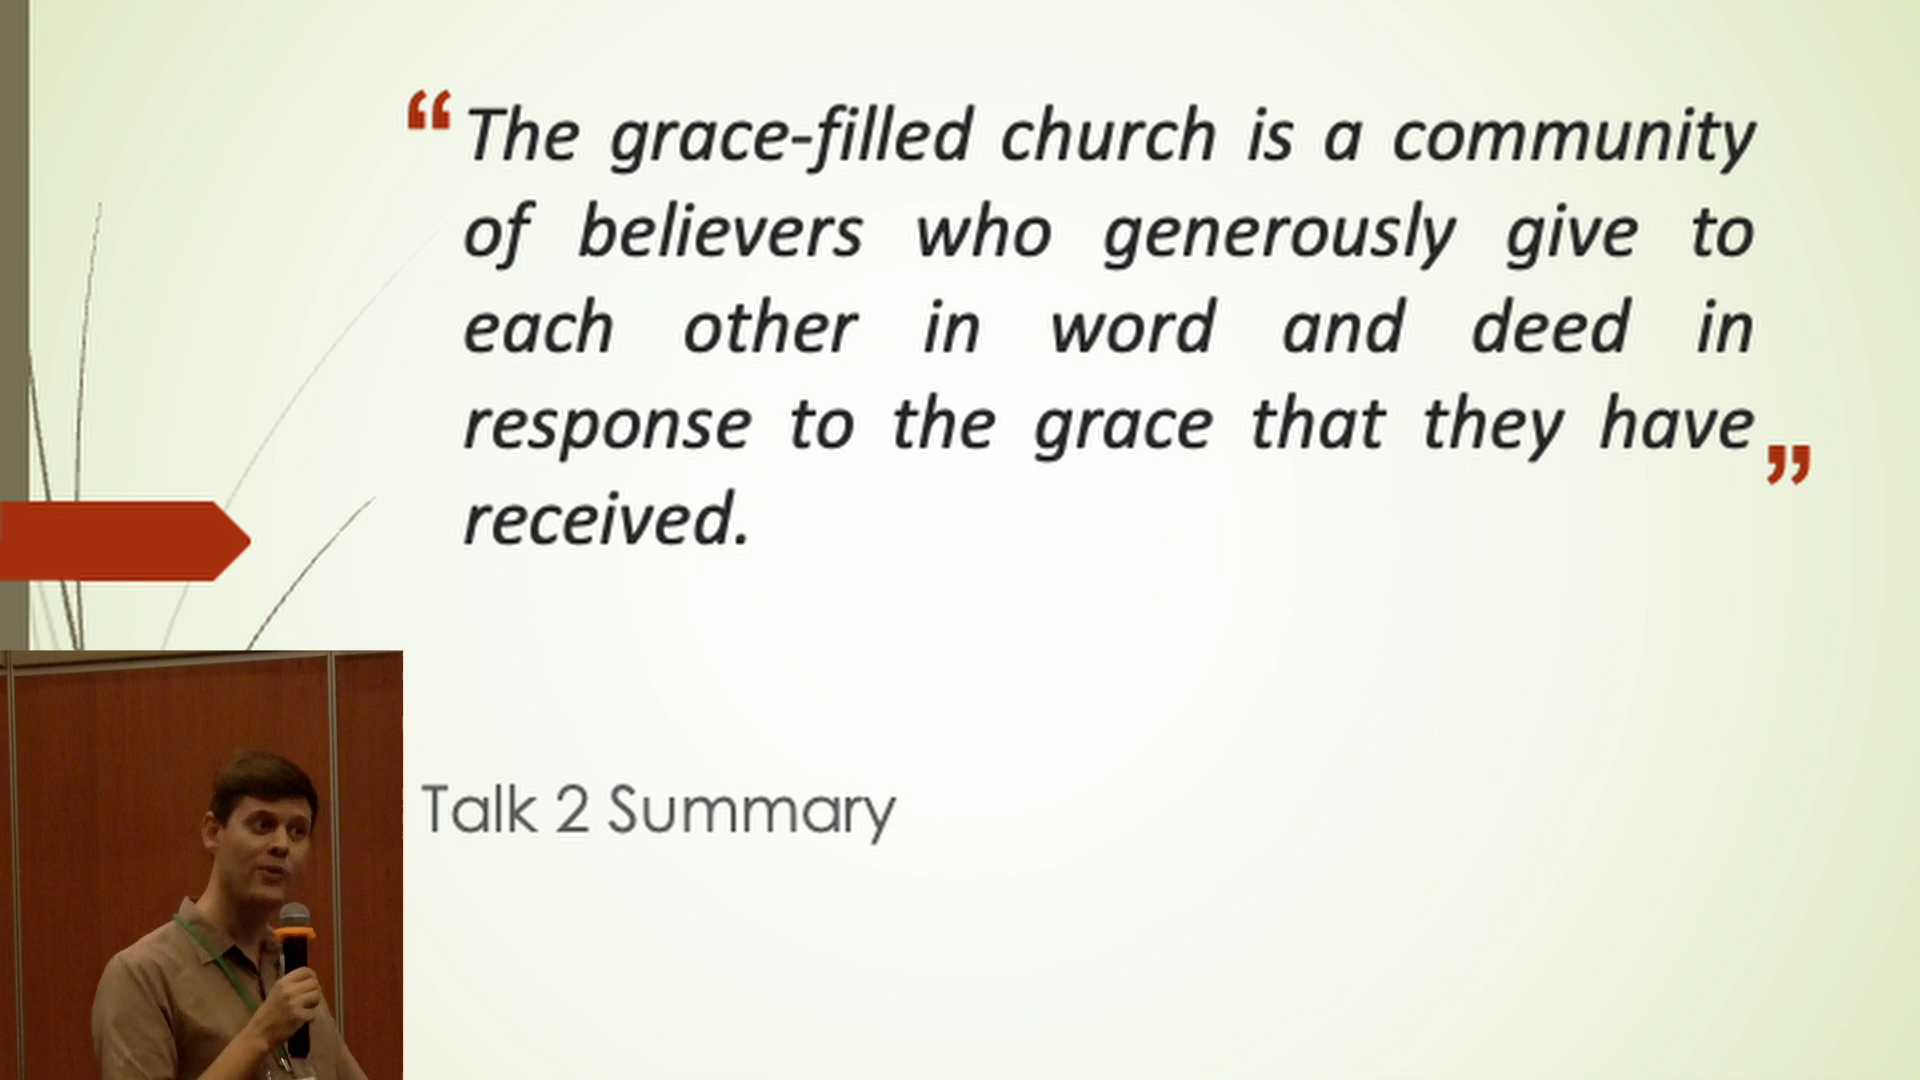 “The grace-filled church is a community
of believers who generously give to
each other in word and deed in
response to the grace that they have
received.”
Talk 2 Summary